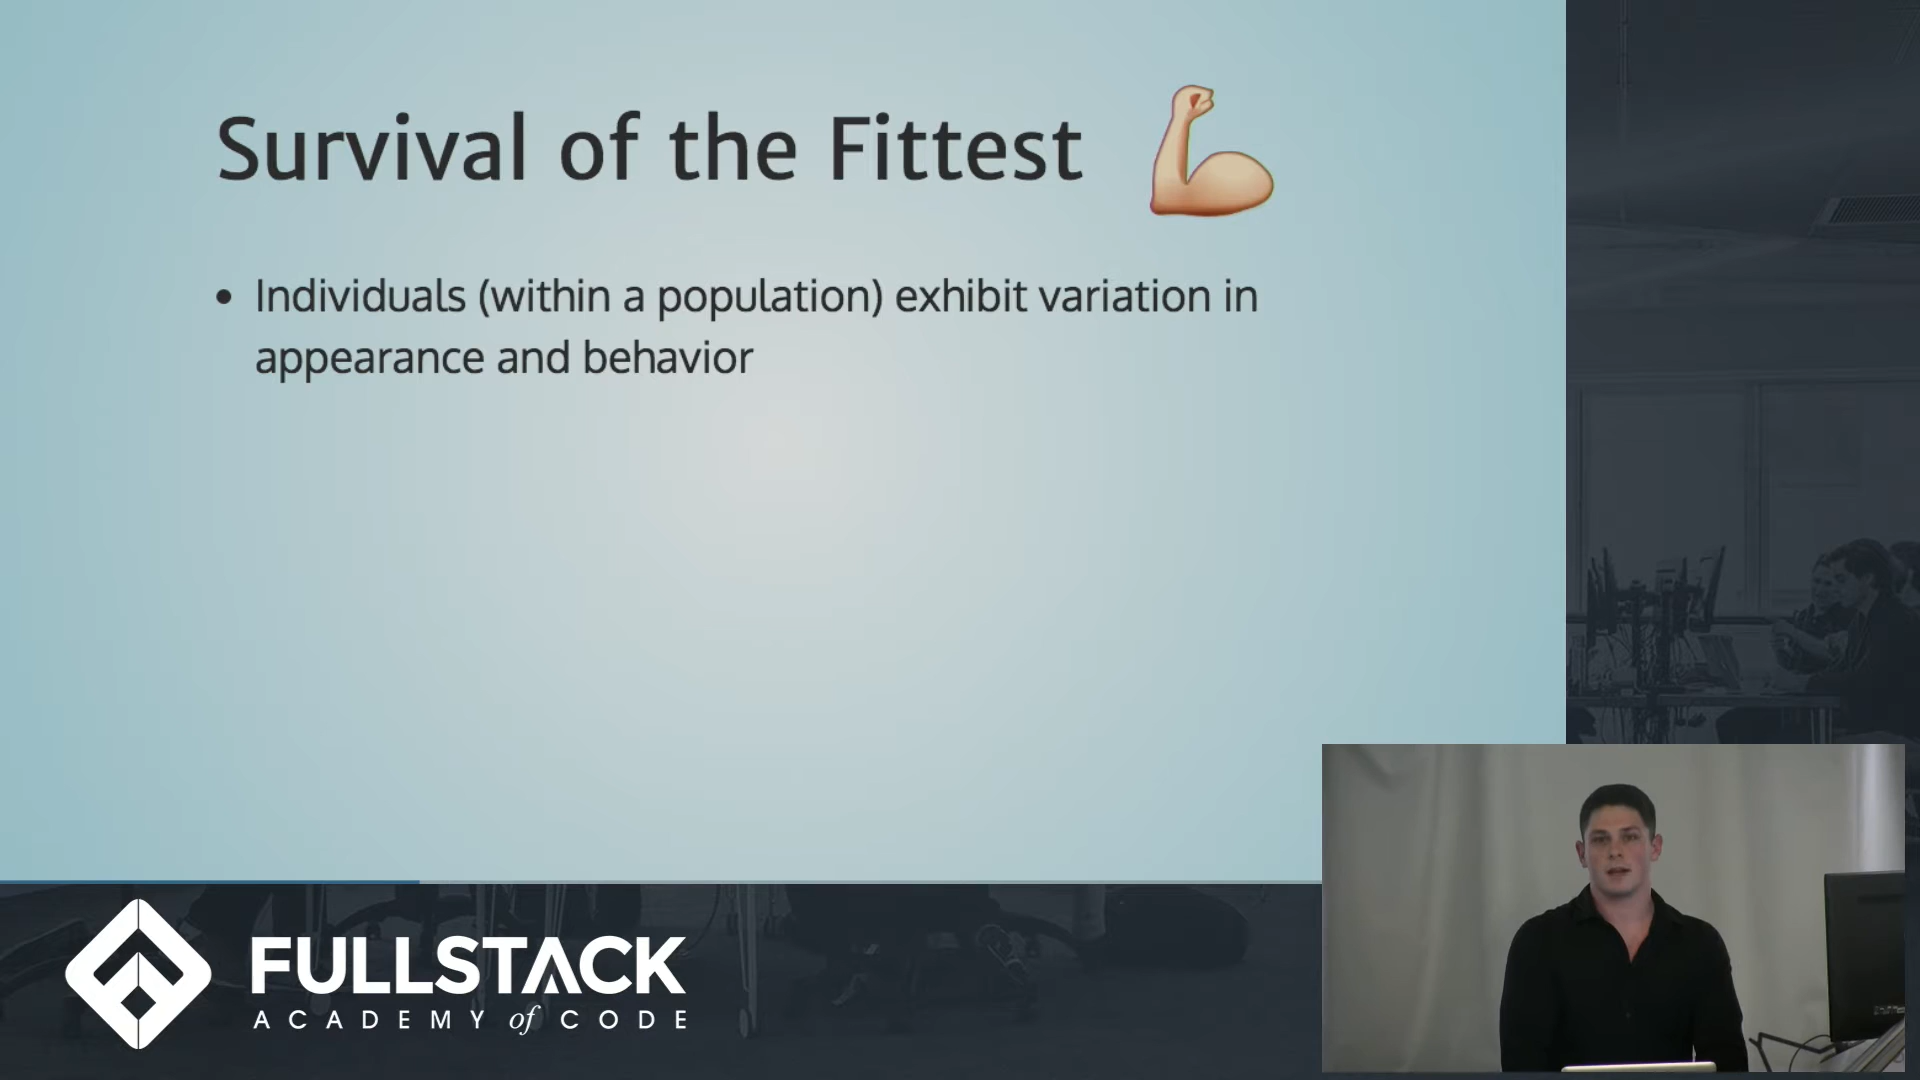 Survival of the Fittest
• Individuals (within a population) exhibit variation in
appearance and behavior
FULLSTACK
ACADEMY of CODE